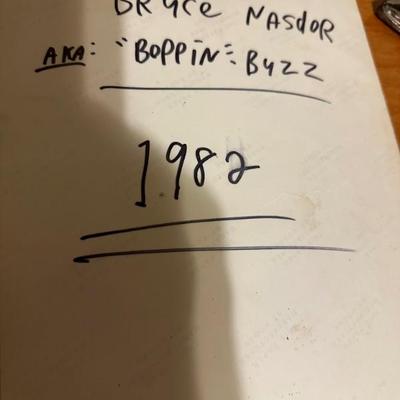 BRYCE NASDOR
AKA: "BOPPIN" BUZZ
1982